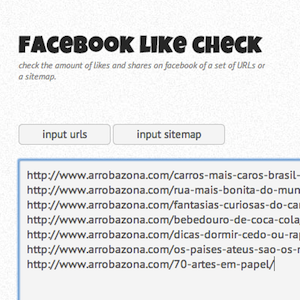 Facebook Like Check
check the amount of likes and shares on facebook of a set of URLs or
a sitemap.
input urls
input sitemap
http://www.arrobazona.com/carros-mais-caros-brasil-
http://www.arrobazona.com/rua-mais-bonita-do-mun
http://www.arrobazona.com/fantasias-curiosas-do-ca
http://www.arrobazona.com/bebedouro-de-coca-cola
http://www.arrobazona.com/dicas-dormir-cedo-ou-ra
http://www.arrobazona.com/os-paises-ateus-sao-os-
http://www.arrobazona.com/70-artes-em-papel/